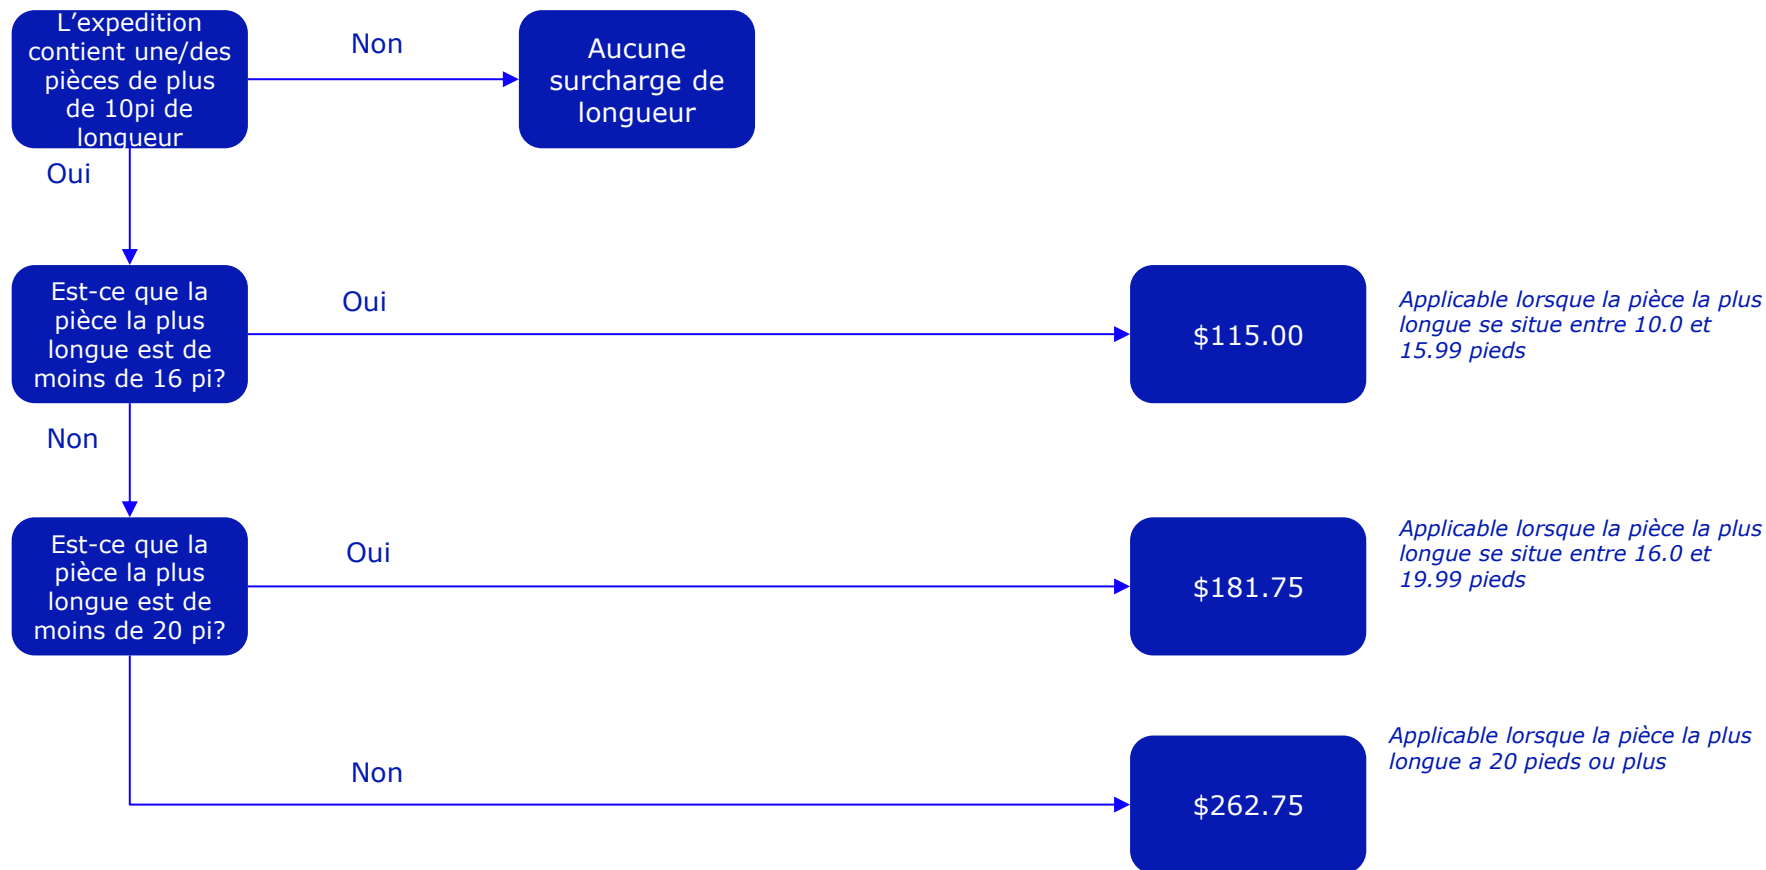 L’expedition
contient une/des
pièces de plus
de 10pi de
longueur
Non
Aucune
surcharge de
longueur
Oui
Est-ce que la
pièce la plus
longue est de
moins de 16 pi?
Oui
$115.00
Applicable lorsque la pièce la plus
longue se situe entre 10.0 et
15.99 pieds
Non
Est-ce que la
pièce la plus
longue est de
moins de 20 pi?
Oui
$181.75
Applicable lorsque la pièce la plus
longue se situe entre 16.0 et
19.99 pieds
Non
$262.75
Applicable lorsque la pièce la plus
longue a 20 pieds ou plus